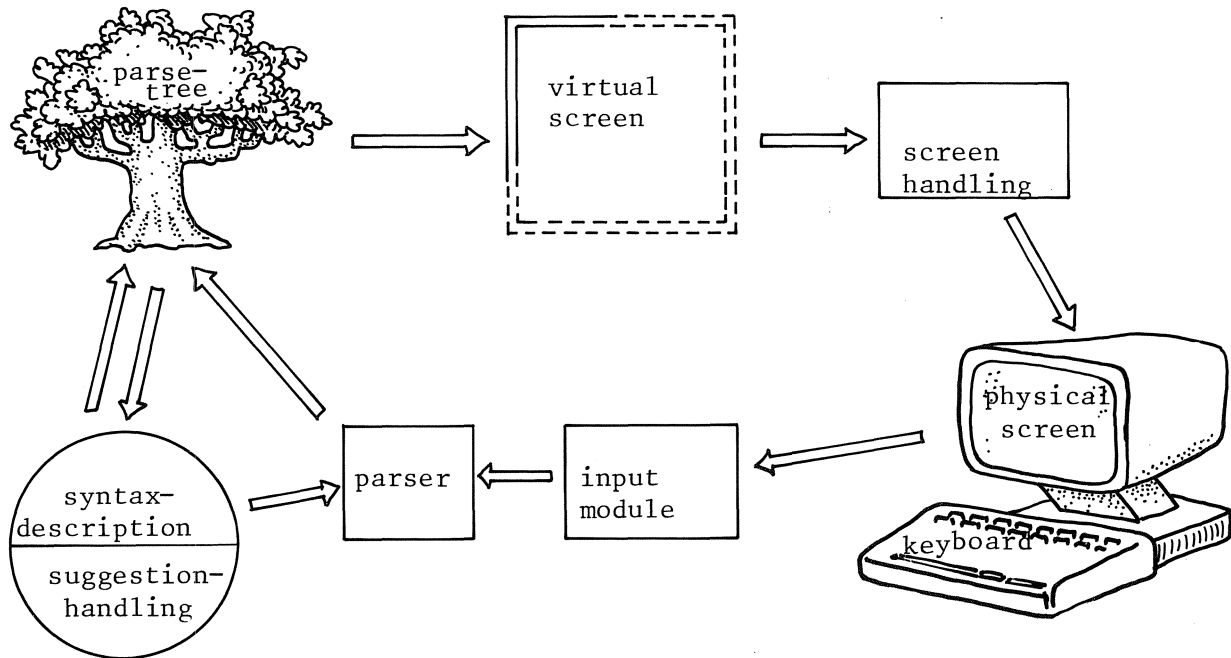 parse-
tree
virtual
screen
screen
handling
physical
screen
keyboard
input
module
parser
syntax-
description
suggestion-
handling